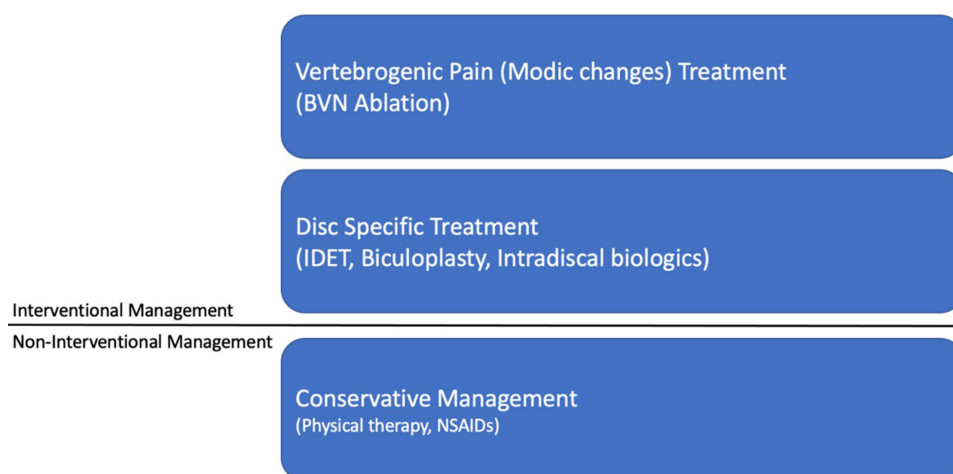 Vertebrogenic Pain (Modic changes) Treatment
(BVN Ablation)
Disc Specific Treatment
(IDET, Biculoplasty, Intradiscal biologics)
Interventional Management
Non-Interventional Management
Conservative Management
(Physical therapy, NSAIDs)